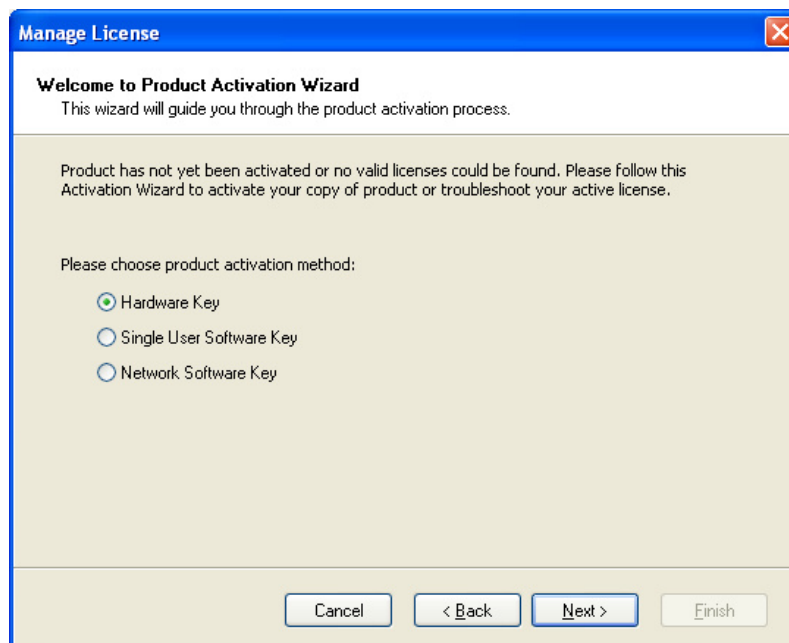 Manage License
Welcome to Product Activation Wizard
This wizard will guide you through the product activation process.
Product has not yet been activated or no valid licenses could be found. Please follow this
Activation Wizard to activate your copy of product or troubleshoot your active license.
Please choose product activation method:
Hardware Key
Single User Software Key
Network Software Key
Cancel
< Back
Next >
Finish